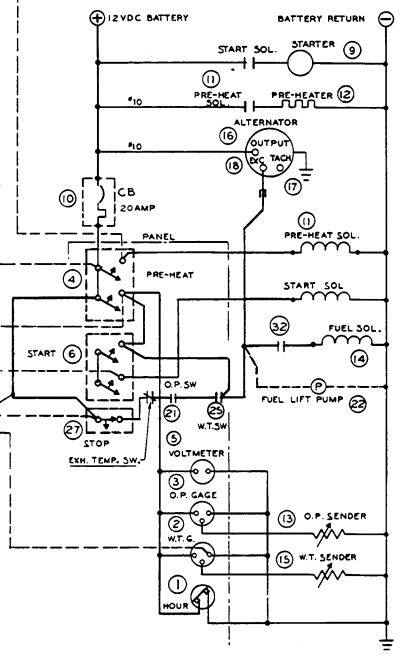 + 12VDC BATTERY
BATTERY RETURN −
STARTER 9
START SOL.
11
PRE-HEAT SOL.
PRE-HEATER 12
#10
ALTERNATOR
16
OUTPUT
#10
18
EXC TACH
17
10
CB
20 AMP
PANEL
11
PRE-HEAT SOL.
4
PRE-HEAT
START SOL
32
FUEL SOL.
14
START 6
P
FUEL LIFT PUMP 22
O.P. SW
21
25
W.T. SW
27
STOP
EXH. TEMP. SW.
5
VOLTMETER
3
O.P. GAGE
2
13 O.P. SENDER
W.T.G.
15 W.T. SENDER
1
HOUR